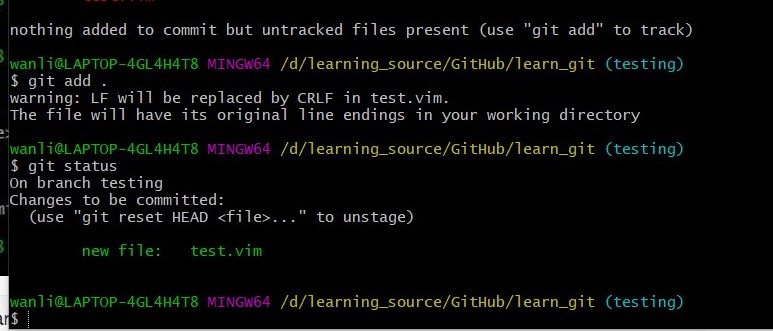 nothing added to commit but untracked files present (use "git add" to track)
wanli@LAPTOP-4GL4H4T8 MINGW64 /d/learning_source/GitHub/learn_git (testing)
$ git add .
warning: LF will be replaced by CRLF in test.vim.
The file will have its original line endings in your working directory
wanli@LAPTOP-4GL4H4T8 MINGW64 /d/learning_source/GitHub/learn_git (testing)
$ git status
On branch testing
Changes to be committed:
  (use "git reset HEAD <file>..." to unstage)
        new file:   test.vim
wanli@LAPTOP-4GL4H4T8 MINGW64 /d/learning_source/GitHub/learn_git (testing)
$